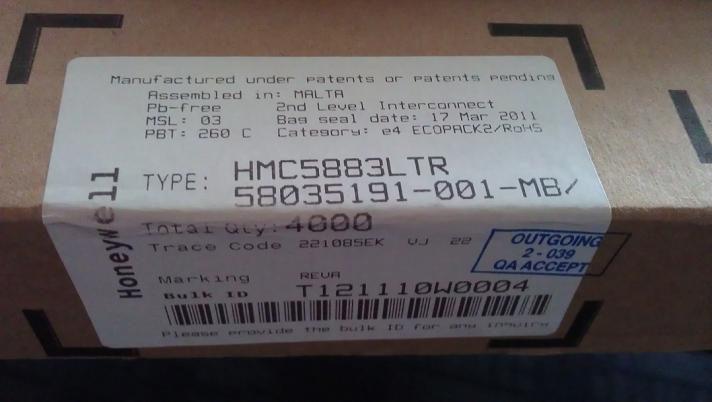 Manufactured under patents or patents pending
Assembled in: MALTA
Pb-free 2nd Level Interconnect
MSL: 03 Bag seal date: 17 Mar 2011
PBT: 260 C Category: e4 ECOPACK2/RoHS
TYPE: HMC5883LTR
58035191-001-MB/
Honeywell
Total Qty: 4000
Trace Code 221085EK VJ 22
OUTGOING
2-039
QA ACCEPT
Marking REVA
Bulk ID T121110W0004
Please provide the bulk ID for any inquiry